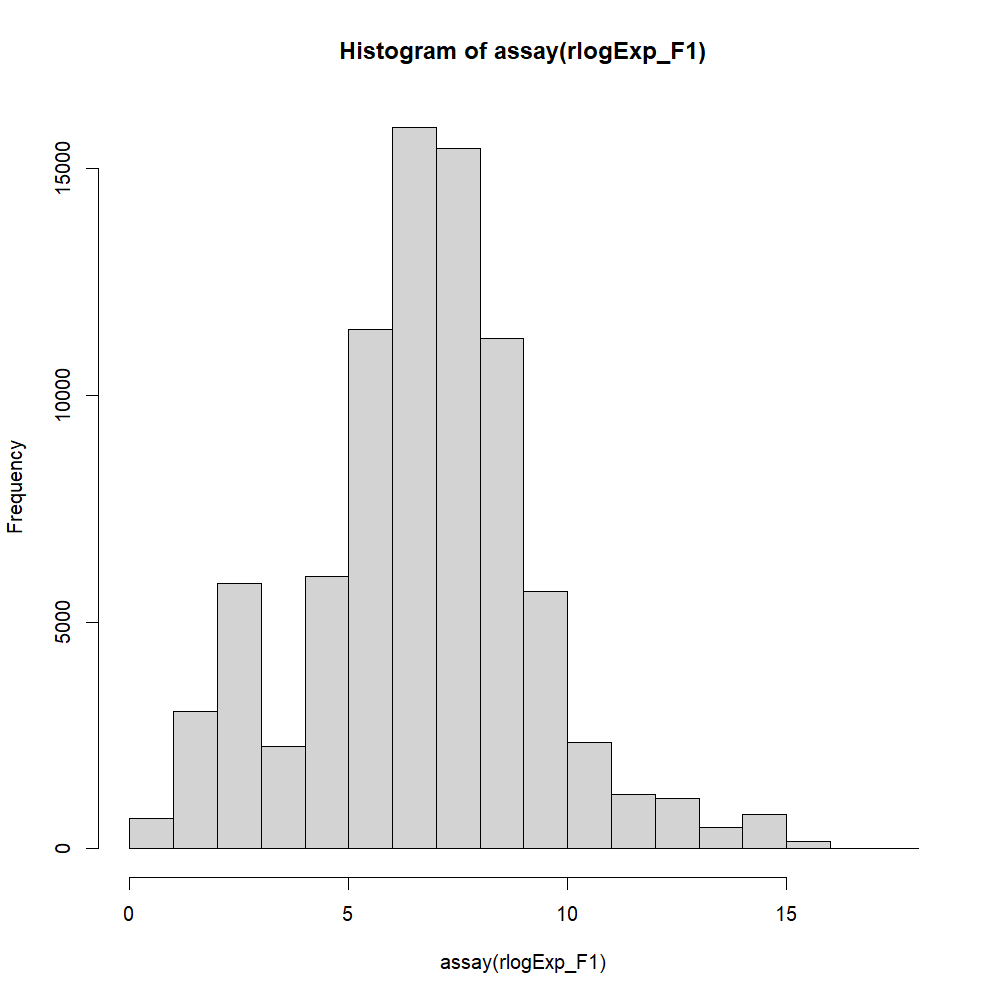 Histogram of assay(rlogExp_F1)
15000
10000
5000
0
Frequency
0 5 10 15
assay(rlogExp_F1)